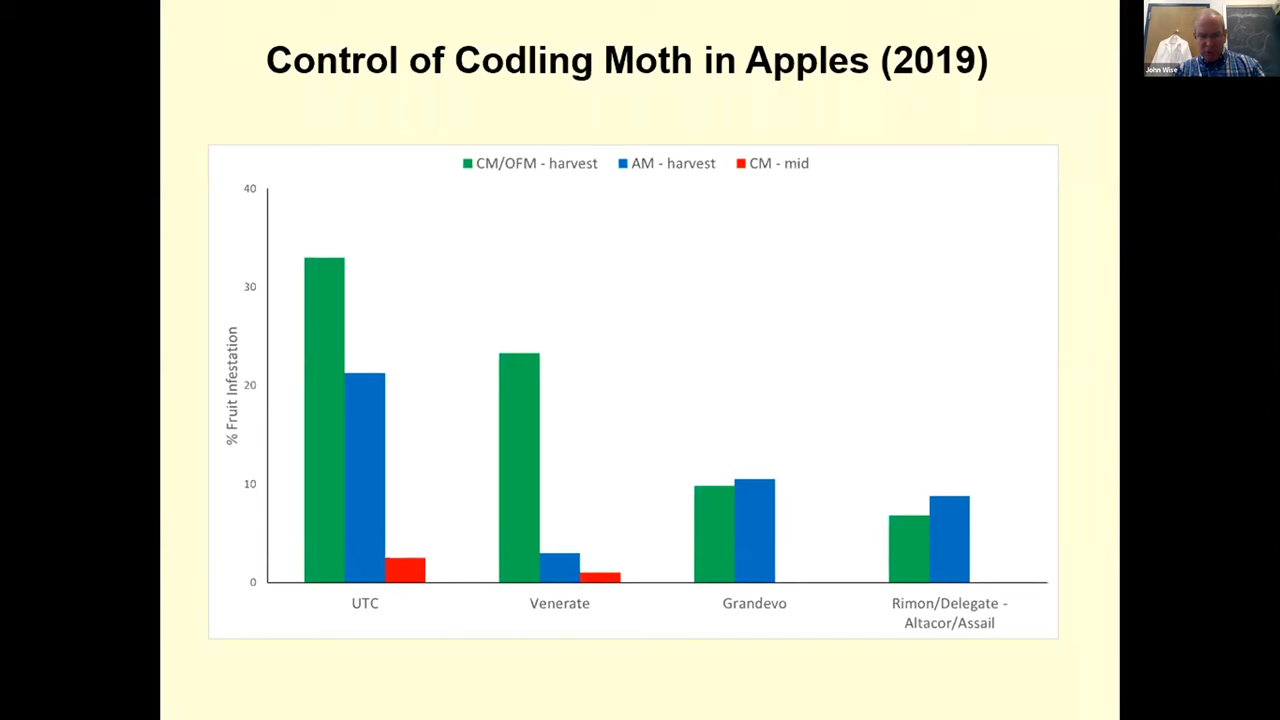 Control of Codling Moth in Apples (2019)
John Wise
CM/OFM - harvest AM - harvest CM - mid
% Fruit Infestation
40
30
20
10
0
UTC Venerate Grandevo Rimon/Delegate -
Altacor/Assail